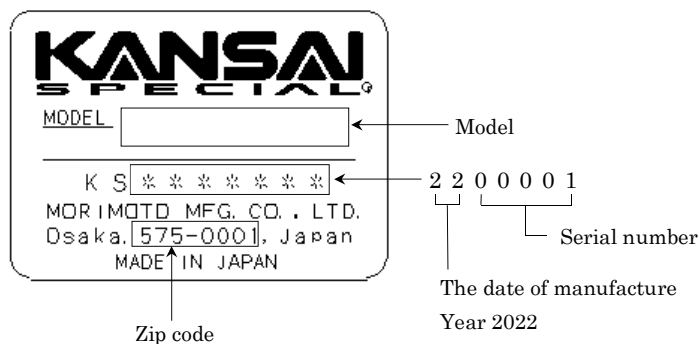 KANSAI
SPECIAL®
MODEL
Model
K S * * * * * * *
2 2 0 0 0 0 1
MORIMOTO MFG. CO., LTD.
Serial number
Osaka, 575-0001, Japan
MADE IN JAPAN
The date of manufacture
Year 2022
Zip code